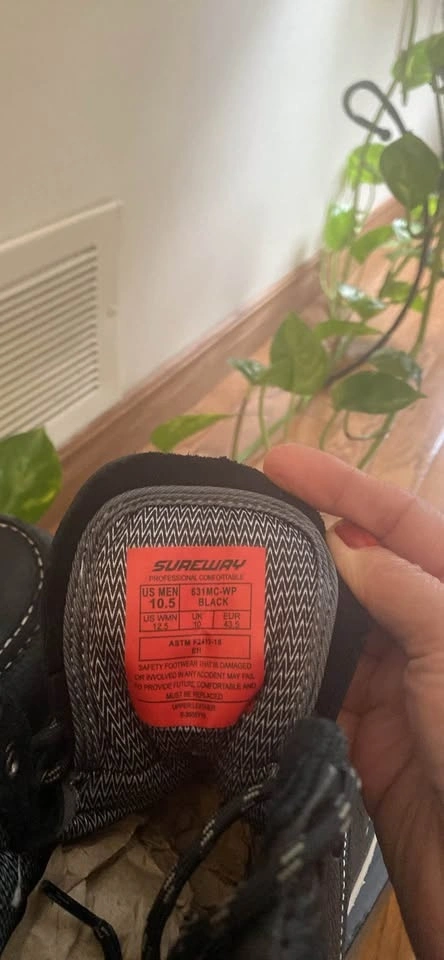 SUREWAY
PROFESSIONAL COMFORTABLE
US MEN 10.5
631MC-WP BLACK
US WMN 12.5
UK 10
EUR 43.5
ASTM F2413-18
EH
SAFETY FOOTWEAR THAT IS DAMAGED
OR INVOLVED IN ANY ACCIDENT MAY FAIL
TO PROVIDE FUTURE COMFORTABLE AND
MUST BE REPLACED
UPPER:LEATHER